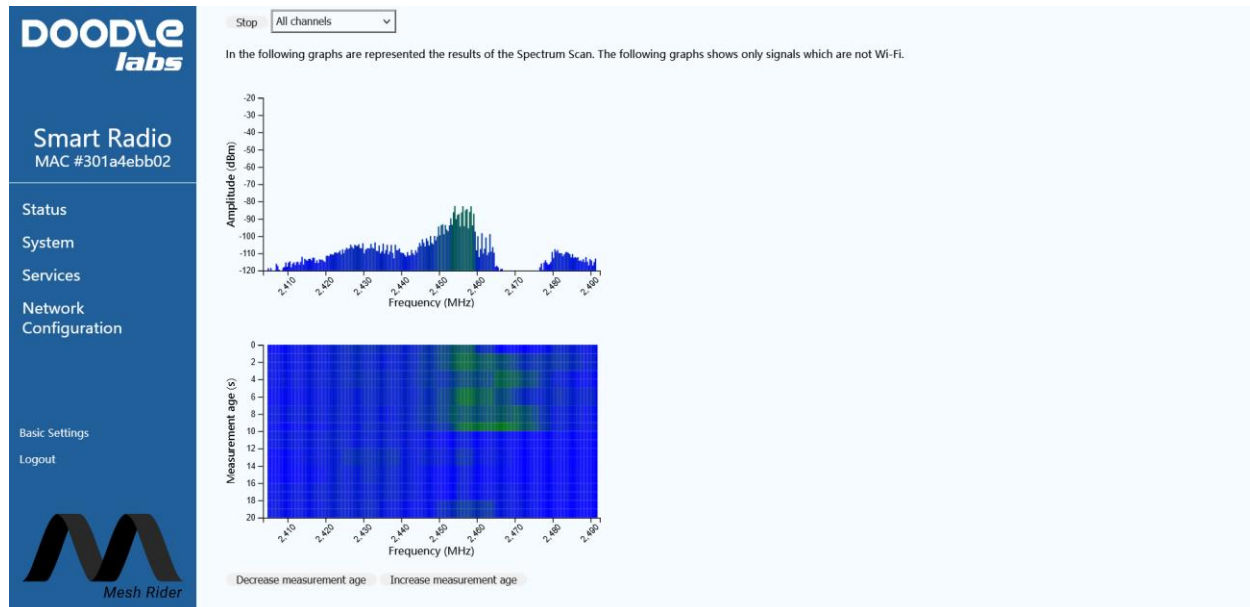 DOODLE
labs
Smart Radio
MAC #301a4ebb02
Status
System
Services
Network
Configuration
Basic Settings
Logout
Mesh Rider
Stop All channels
In the following graphs are represented the results of the Spectrum Scan. The following graphs shows only signals which are not Wi-Fi.
Amplitude (dBm)
-20
-30
-40
-50
-60
-70
-80
-90
-100
-110
-120
2,410 2,420 2,430 2,440 2,450 2,460 2,470 2,480 2,490
Frequency (MHz)
Measurement age (s)
0
2
4
6
8
10
12
14
16
18
20
2,410 2,420 2,430 2,440 2,450 2,460 2,470 2,480 2,490
Frequency (MHz)
Decrease measurement age Increase measurement age